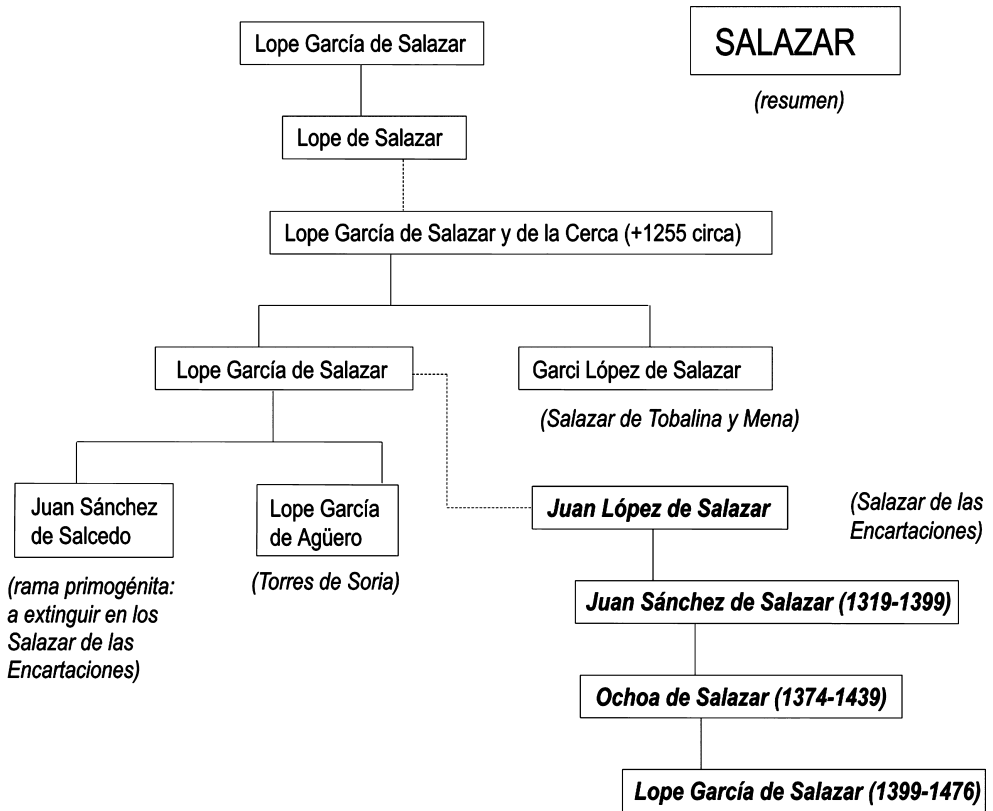 Lope García de Salazar
SALAZAR
(resumen)
Lope de Salazar
Lope García de Salazar y de la Cerca (+1255 circa)
Lope García de Salazar
Garci López de Salazar
(Salazar de Tobalina y Mena)
Juan Sánchez
de Salcedo
(rama primogénita:
a extinguir en los
Salazar de las
Encartaciones)
Lope García
de Agüero
(Torres de Soria)
Juan López de Salazar
(Salazar de las
Encartaciones)
Juan Sánchez de Salazar (1319-1399)
Ochoa de Salazar (1374-1439)
Lope García de Salazar (1399-1476)